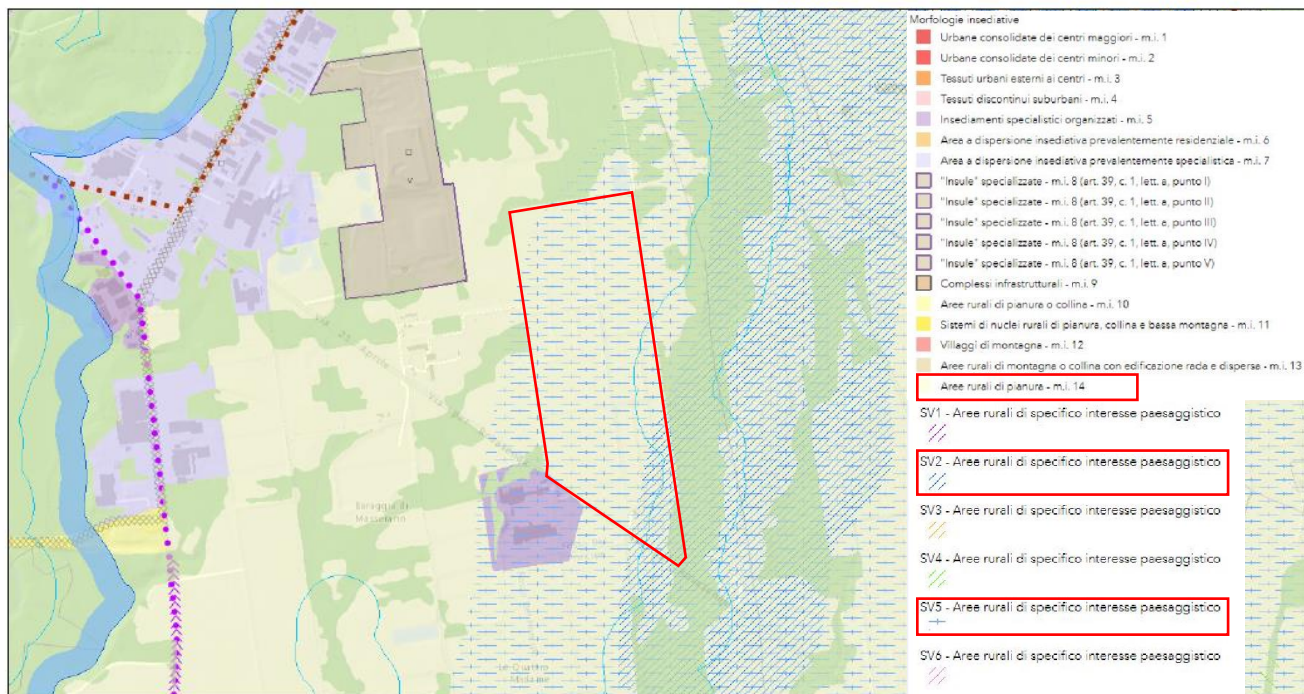 Morfologie insediative
Urbane consolidate dei centri maggiori - m.i. 1
Urbane consolidate dei centri minori - m.i. 2
Tessuti urbani esterni ai centri - m.i. 3
Tessuti discontinui suburbani - m.i. 4
Insediamenti specialistici organizzati - m.i. 5
Area a dispersione insediativa prevalentemente residenziale - m.i. 6
Area a dispersione insediativa prevalentemente specialistica - m.i. 7
"Insule" specializzate - m.i. 8 (art. 39, c. 1, lett. a, punto I)
"Insule" specializzate - m.i. 8 (art. 39, c. 1, lett. a, punto II)
"Insule" specializzate - m.i. 8 (art. 39, c. 1, lett. a, punto III)
"Insule" specializzate - m.i. 8 (art. 39, c. 1, lett. a, punto IV)
"Insule" specializzate - m.i. 8 (art. 39, c. 1, lett. a, punto V)
Complessi infrastrutturali - m.i. 9
Aree rurali di pianura o collina - m.i. 10
Sistemi di nuclei rurali di pianura, collina e bassa montagna - m.i. 11
Villaggi di montagna - m.i. 12
Aree rurali di montagna o collina con edificazione rada e dispersa - m.i. 13
Aree rurali di pianura - m.i. 14
SV1 - Aree rurali di specifico interesse paesaggistico
SV2 - Aree rurali di specifico interesse paesaggistico
SV3 - Aree rurali di specifico interesse paesaggistico
SV4 - Aree rurali di specifico interesse paesaggistico
SV5 - Aree rurali di specifico interesse paesaggistico
SV6 - Aree rurali di specifico interesse paesaggistico
Via 25 Aprile
Baraggia di
Masserano